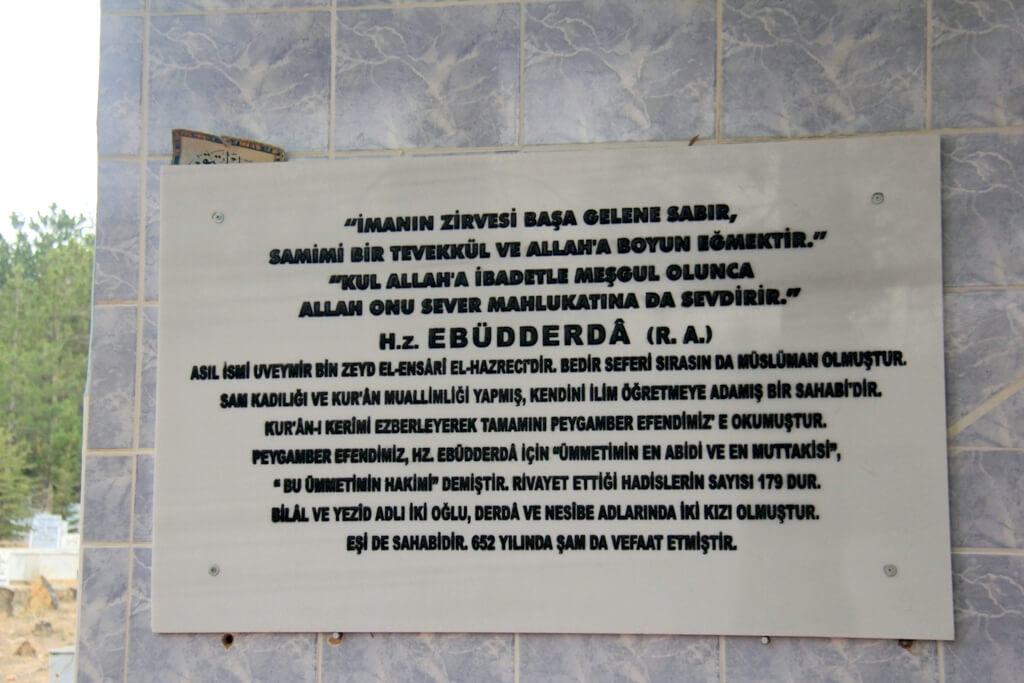 “İMANIN ZİRVESİ BAŞA GELENE SABIR,
SAMİMİ BİR TEVEKKÜL VE ALLAH'A BOYUN EĞMEKTİR.”
“KUL ALLAH'A İBADETLE MEŞGUL OLUNCA
ALLAH ONU SEVER MAHLUKATINA DA SEVDİRİR.”
H.z. EBÜDDERDÂ (R. A.)
ASIL İSMİ UVEYMİR BİN ZEYD EL-ENSÂRÎ EL-HAZRECİ'DİR. BEDİR SEFERİ SIRASIN DA MÜSLÜMAN OLMUŞTUR.
SAM KADILIĞI VE KUR'ÂN MUALLİMLİĞİ YAPMIŞ, KENDİNİ İLİM ÖĞRETMEYE ADAMIŞ BİR SAHABİ'DİR.
KUR'ÂN-I KERİMİ EZBERLEYEREK TAMAMINI PEYGAMBER EFENDİMİZ' E OKUMUŞTUR.
PEYGAMBER EFENDİMİZ, HZ. EBÜDDERDÂ İÇİN “ÜMMETİMİN EN ABİDİ VE EN MUTTAKİSİ”,
“ BU ÜMMETİMİN HAKİMİ” DEMİŞTİR. RİVAYET ETTİĞİ HADİSLERİN SAYISI 179 DUR.
BİLÂL VE YEZİD ADLI İKİ OĞLU, DERDÂ VE NESİBE ADLARINDA İKİ KIZI OLMUŞTUR.
EŞİ DE SAHABİDİR. 652 YILINDA ŞAM DA VEFAAT ETMİŞTİR.